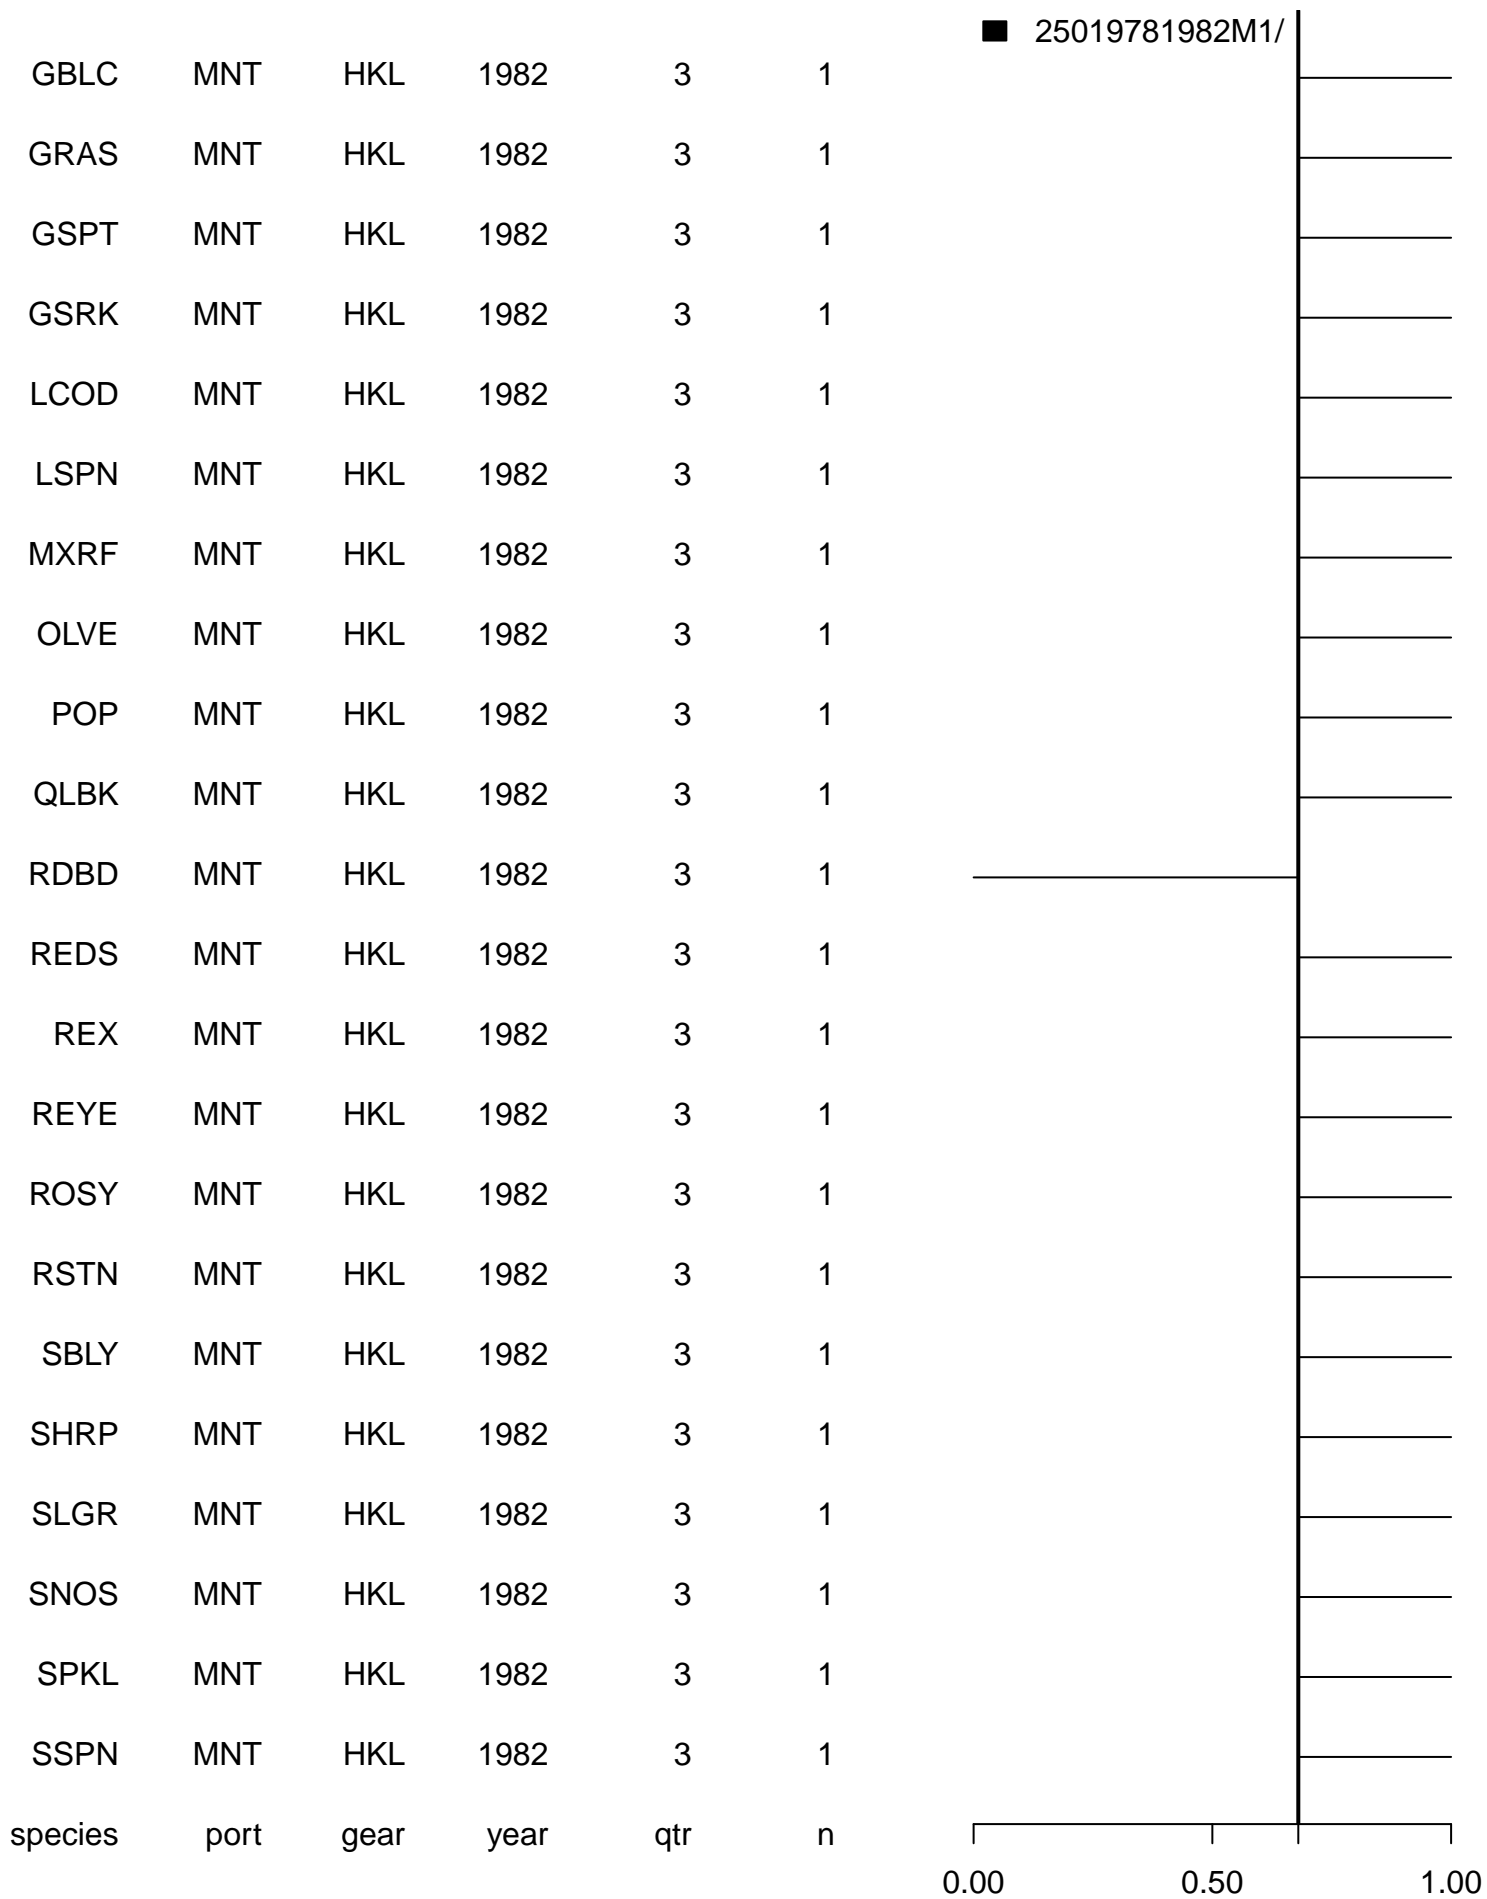 25019781982M1/
GBLC MNT HKL 1982 3 1
GRAS MNT HKL 1982 3 1
GSPT MNT HKL 1982 3 1
GSRK MNT HKL 1982 3 1
LCOD MNT HKL 1982 3 1
LSPN MNT HKL 1982 3 1
MXRF MNT HKL 1982 3 1
OLVE MNT HKL 1982 3 1
POP MNT HKL 1982 3 1
QLBK MNT HKL 1982 3 1
RDBD MNT HKL 1982 3 1
REDS MNT HKL 1982 3 1
REX MNT HKL 1982 3 1
REYE MNT HKL 1982 3 1
ROSY MNT HKL 1982 3 1
RSTN MNT HKL 1982 3 1
SBLY MNT HKL 1982 3 1
SHRP MNT HKL 1982 3 1
SLGR MNT HKL 1982 3 1
SNOS MNT HKL 1982 3 1
SPKL MNT HKL 1982 3 1
SSPN MNT HKL 1982 3 1
species port gear year qtr n
0.00 0.50 1.00